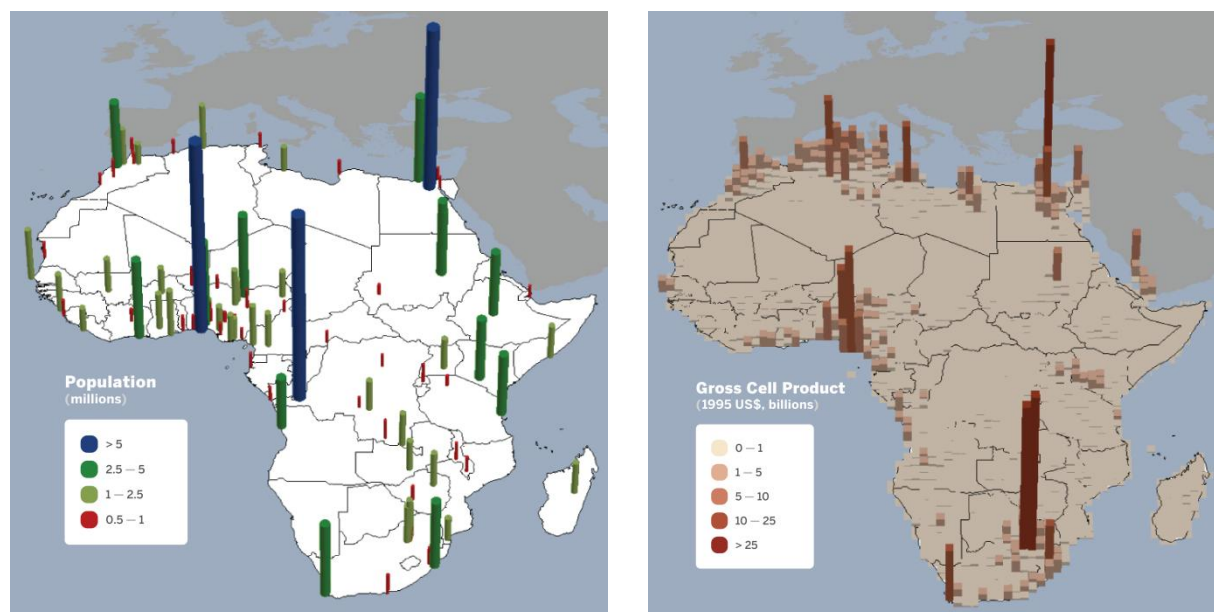 Population
(millions)
> 5
2.5 — 5
1 — 2.5
0.5 — 1
Gross Cell Product
(1995 US$, billions)
0 — 1
1 — 5
5 — 10
10 — 25
> 25